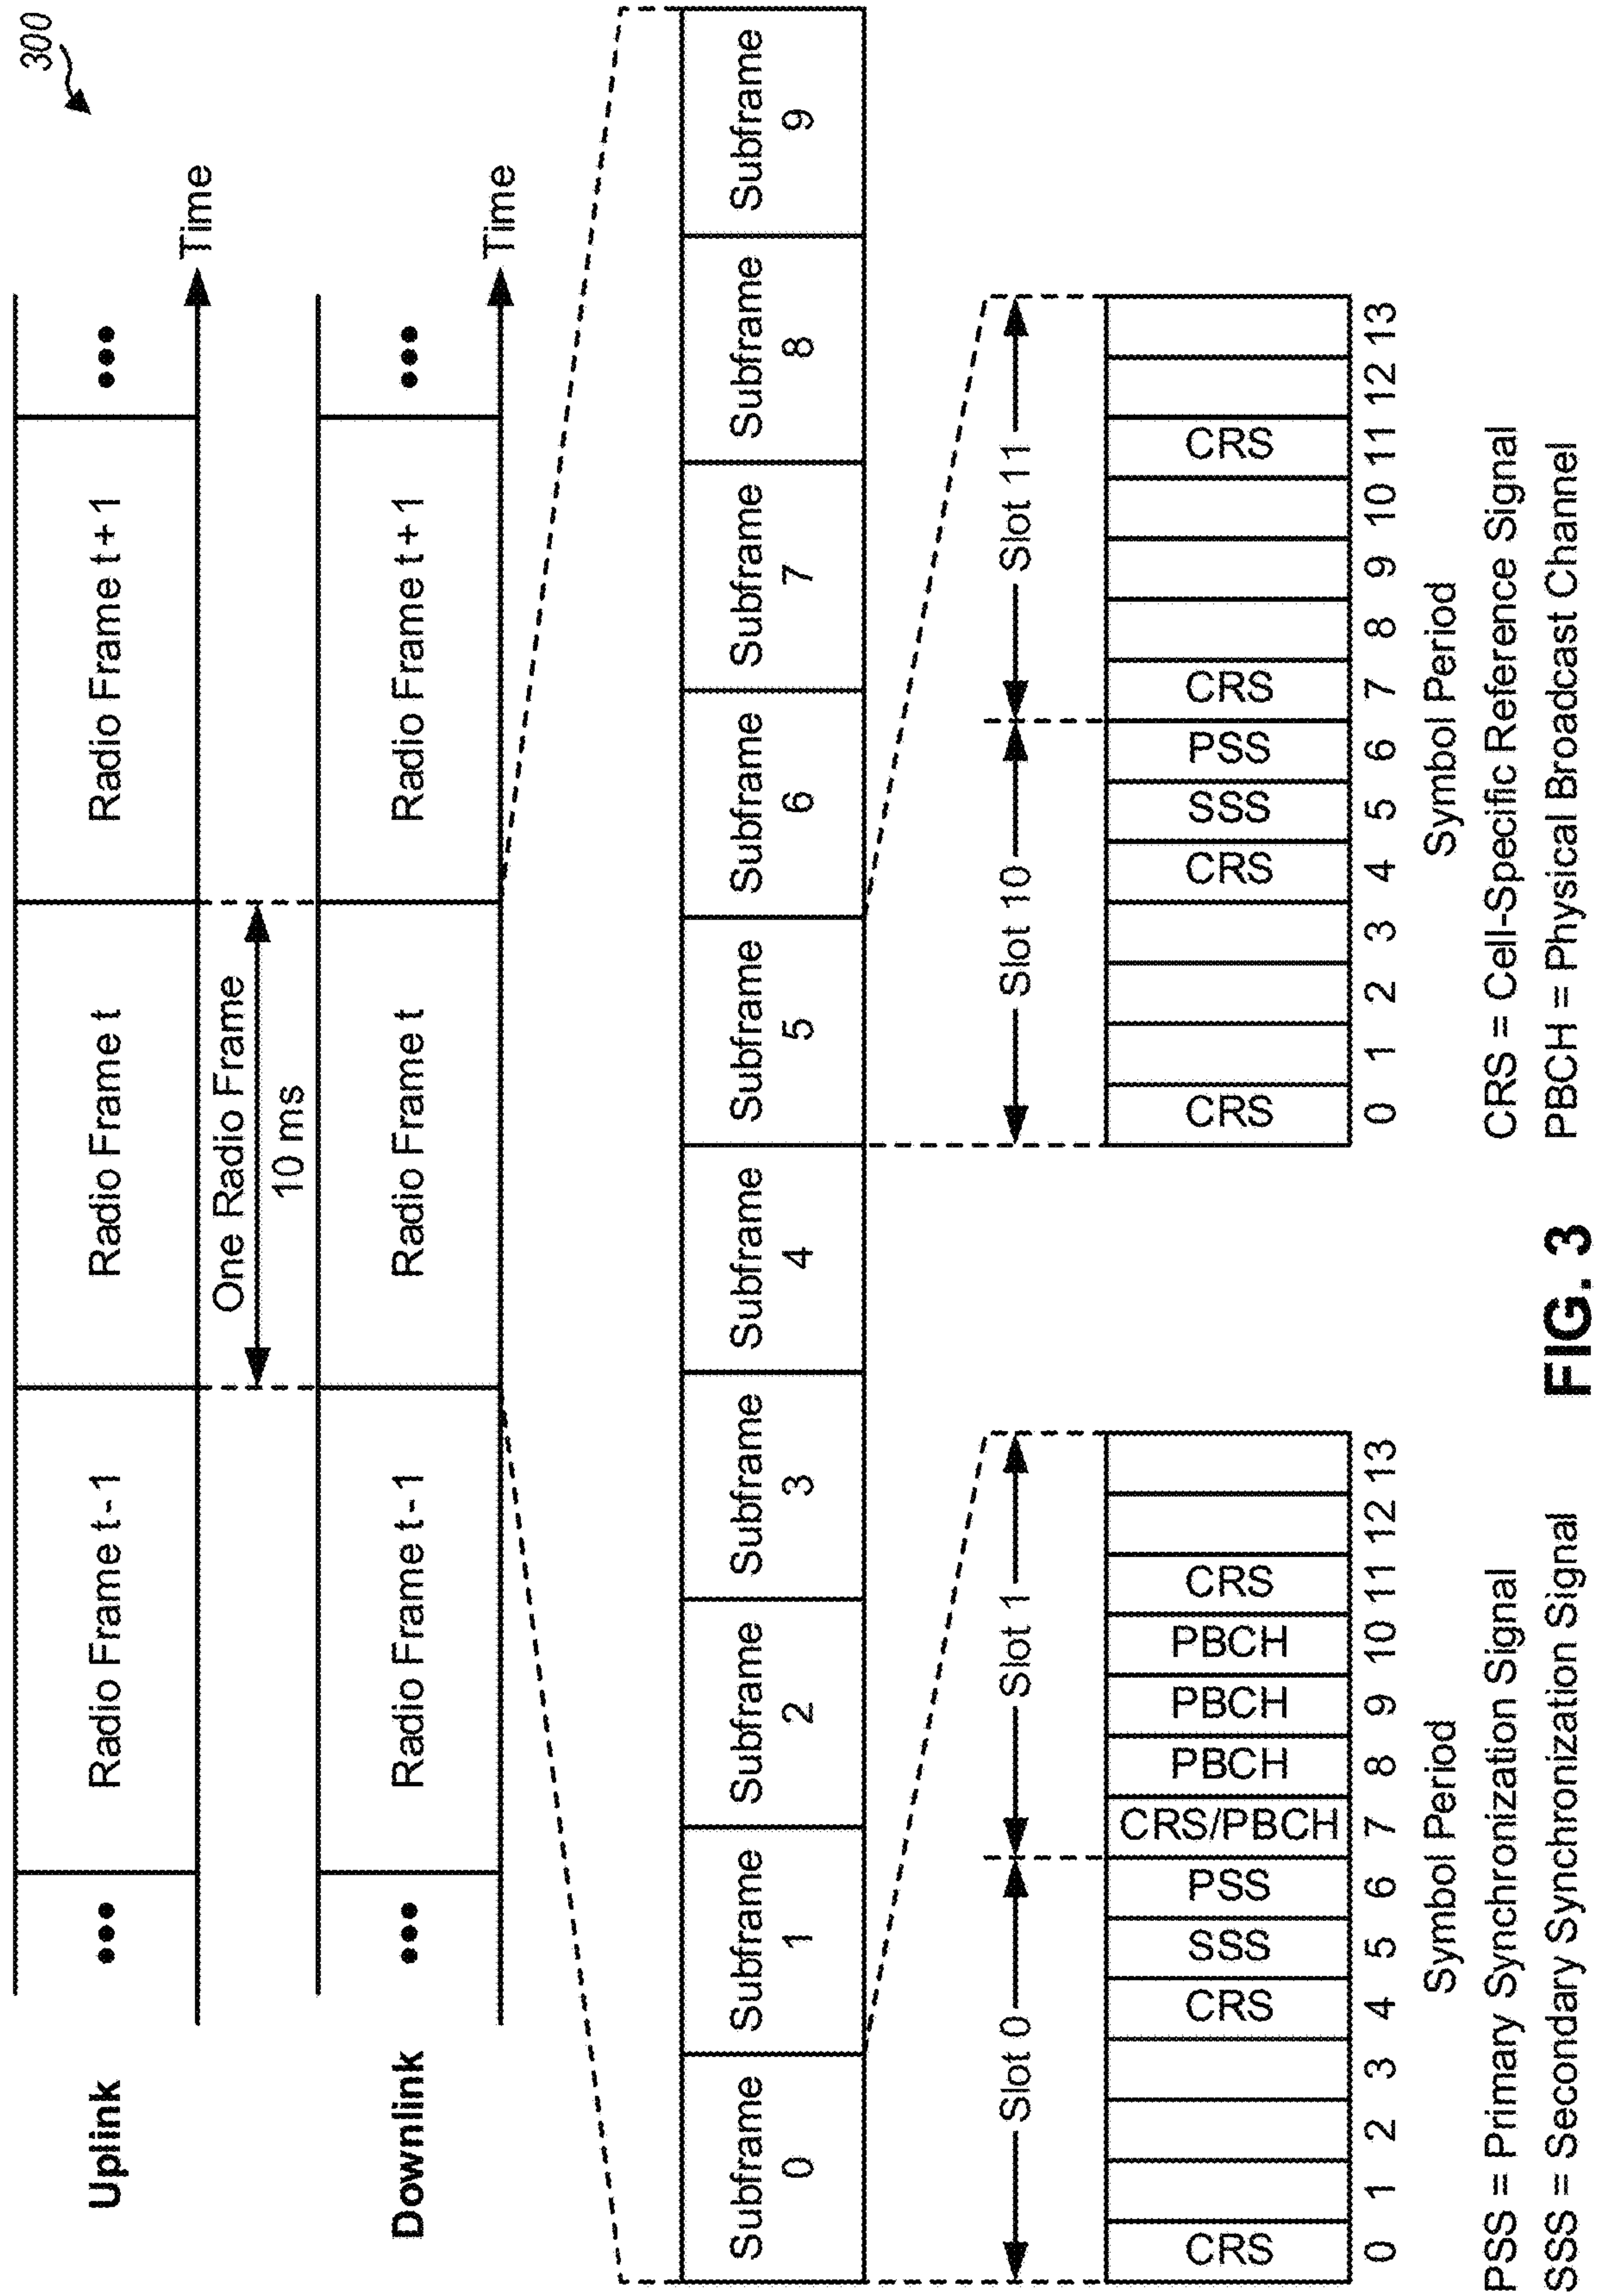 300
Uplink
••• Radio Frame t-1 Radio Frame t Radio Frame t+1 •••
Time
One Radio Frame
10 ms
Downlink
••• Radio Frame t-1 Radio Frame t Radio Frame t+1 •••
Time
Subframe Subframe Subframe Subframe Subframe Subframe Subframe Subframe Subframe Subframe
0 1 2 3 4 5 6 7 8 9
Slot 0 Slot 1
CRS CRS SSS PSS CRS/PBCH PBCH PBCH PBCH CRS
0 1 2 3 4 5 6 7 8 9 10 11 12 13
Symbol Period
Slot 10 Slot 11
CRS CRS SSS PSS CRS CRS
0 1 2 3 4 5 6 7 8 9 10 11 12 13
Symbol Period
PSS = Primary Synchronization Signal
SSS = Secondary Synchronization Signal
CRS = Cell-Specific Reference Signal
PBCH = Physical Broadcast Channel
FIG. 3